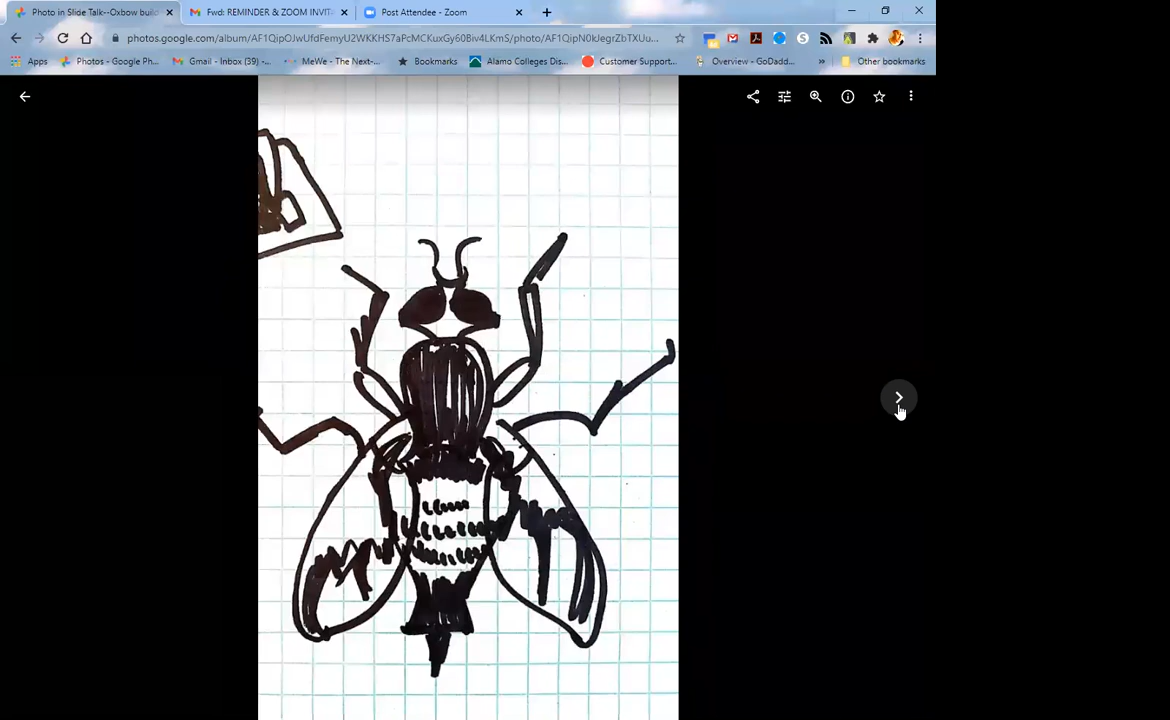 Photo in Slide Talk--Oxbow buil
Fwd: REMINDER & ZOOM INVIT
Post Attendee - Zoom
photos.google.com/album/AF1QipOJwUfdFemyU2WKKHS7aPcMCKuxGy60Biv4LKmS/photo/AF1QipN0kJegrZbTXUu...
Apps
Photos - Google Ph...
Gmail - Inbox (39) -...
MeWe - The Next-...
Bookmarks
Alamo Colleges Dis...
Customer Support...
Overview - GoDadd...
»
Other bookmarks